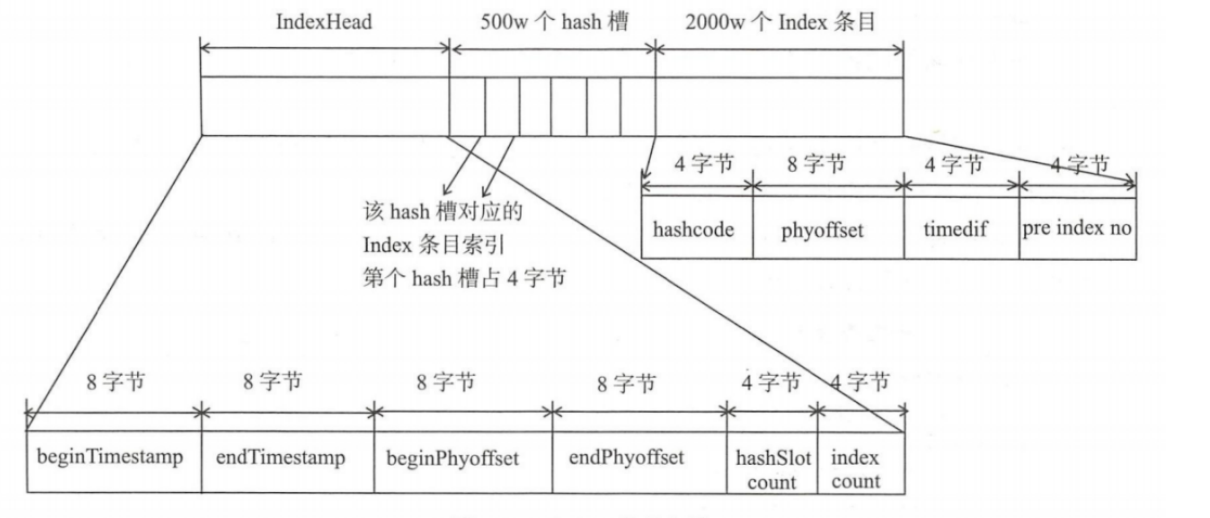 IndexHead
500w 个 hash 槽
2000w 个 Index 条目
4 字节
8 字节
4 字节
4 字节
hashcode
phyoffset
timedif
pre index no
该 hash 槽对应的
Index 条目索引
第个 hash 槽占 4 字节
8 字节
8 字节
8 字节
8 字节
4 字节
4 字节
beginTimestamp
endTimestamp
beginPhyoffset
endPhyoffset
hashSlot
count
index
count